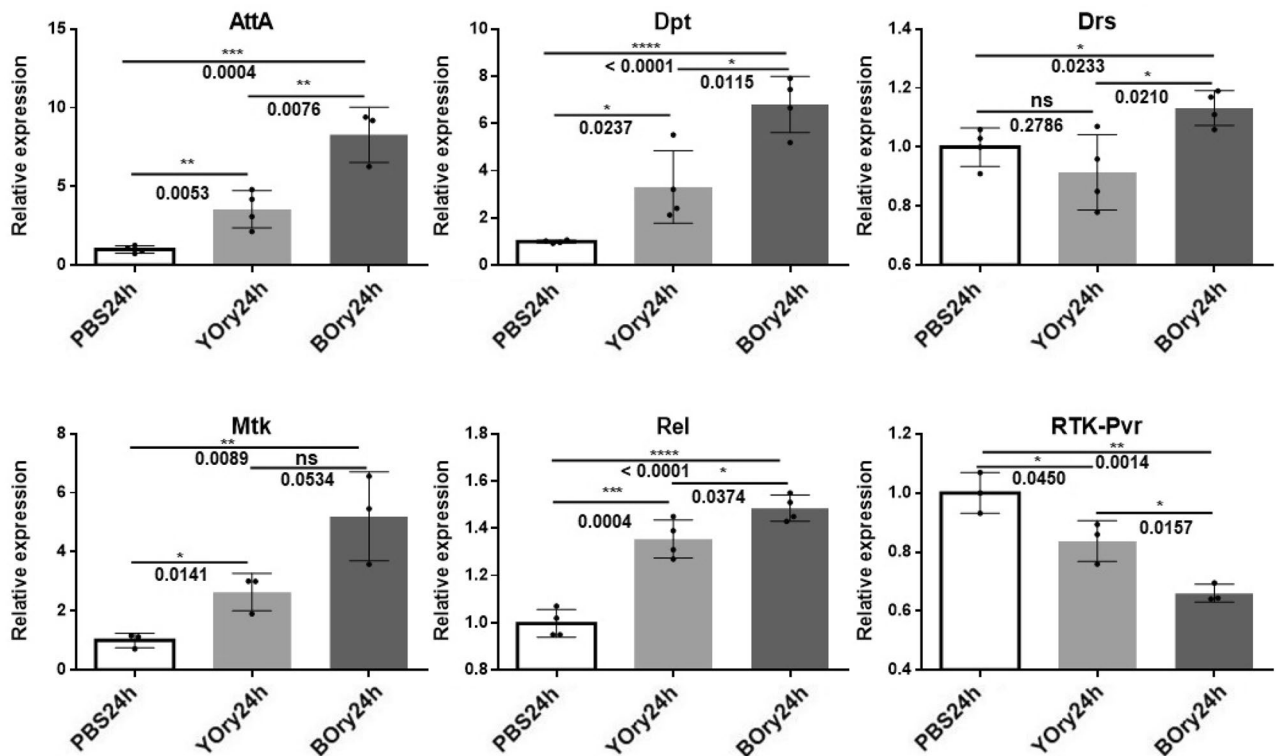 AttA
Relative expression
15
10
5
0
***
0.0004
**
0.0076
**
0.0053
PBS24h
YOry24h
BOry24h
Dpt
Relative expression
10
8
6
4
2
0
****
< 0.0001
*
0.0115
*
0.0237
PBS24h
YOry24h
BOry24h
Drs
Relative expression
1.4
1.2
1.0
0.8
0.6
*
0.0233
*
0.0210
ns
0.2786
PBS24h
YOry24h
BOry24h
Mtk
Relative expression
8
6
4
2
0
**
0.0089
ns
0.0534
*
0.0141
PBS24h
YOry24h
BOry24h
Rel
Relative expression
1.8
1.6
1.4
1.2
1.0
0.8
****
< 0.0001
*
0.0374
***
0.0004
PBS24h
YOry24h
BOry24h
RTK-Pvr
Relative expression
1.2
1.0
0.8
0.6
0.4
**
0.0014
*
0.0450
*
0.0157
PBS24h
YOry24h
BOry24h